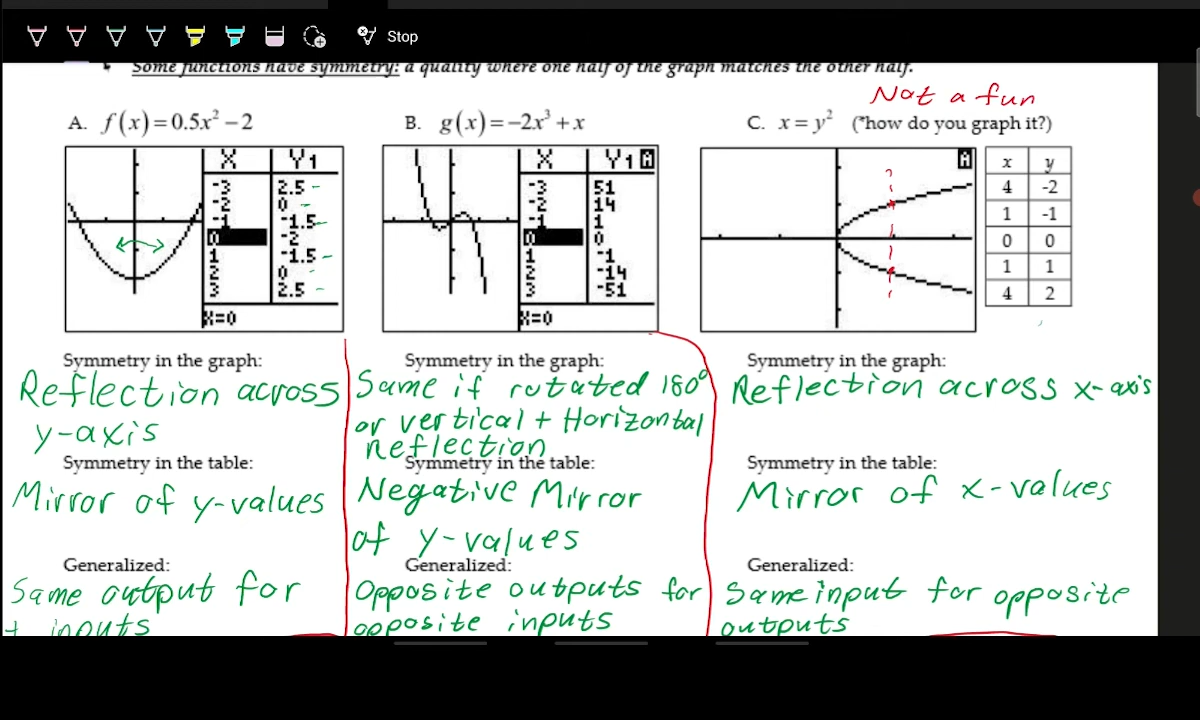 Stop
Some functions have symmetry: a quality where one half of the graph matches the other half.
Not a fun
A. f(x)=0.5x²−2
B. g(x)=−2x³+x
C. x=y² (*how do you graph it?)
X Y1
-3 2.5
-2 0
-1 -1.5
0 -2
1 -1.5
2 0
3 2.5
X=0
X Y1
-3 51
-2 14
-1 1
0 0
1 -1
2 -14
3 -51
X=0
x y
4 -2
1 -1
0 0
1 1
4 2
Symmetry in the graph:
Reflection across
y-axis
Symmetry in the table:
Mirror of y-values
Generalized:
Same output for
± inputs
Symmetry in the graph:
Same if rotated 180°
or vertical + Horizontal
Reflection
Symmetry in the table:
Negative Mirror
of y-values
Generalized:
Opposite outputs for
opposite inputs
Symmetry in the graph:
Reflection across x-axis
Symmetry in the table:
Mirror of x-values
Generalized:
Same input for opposite
outputs